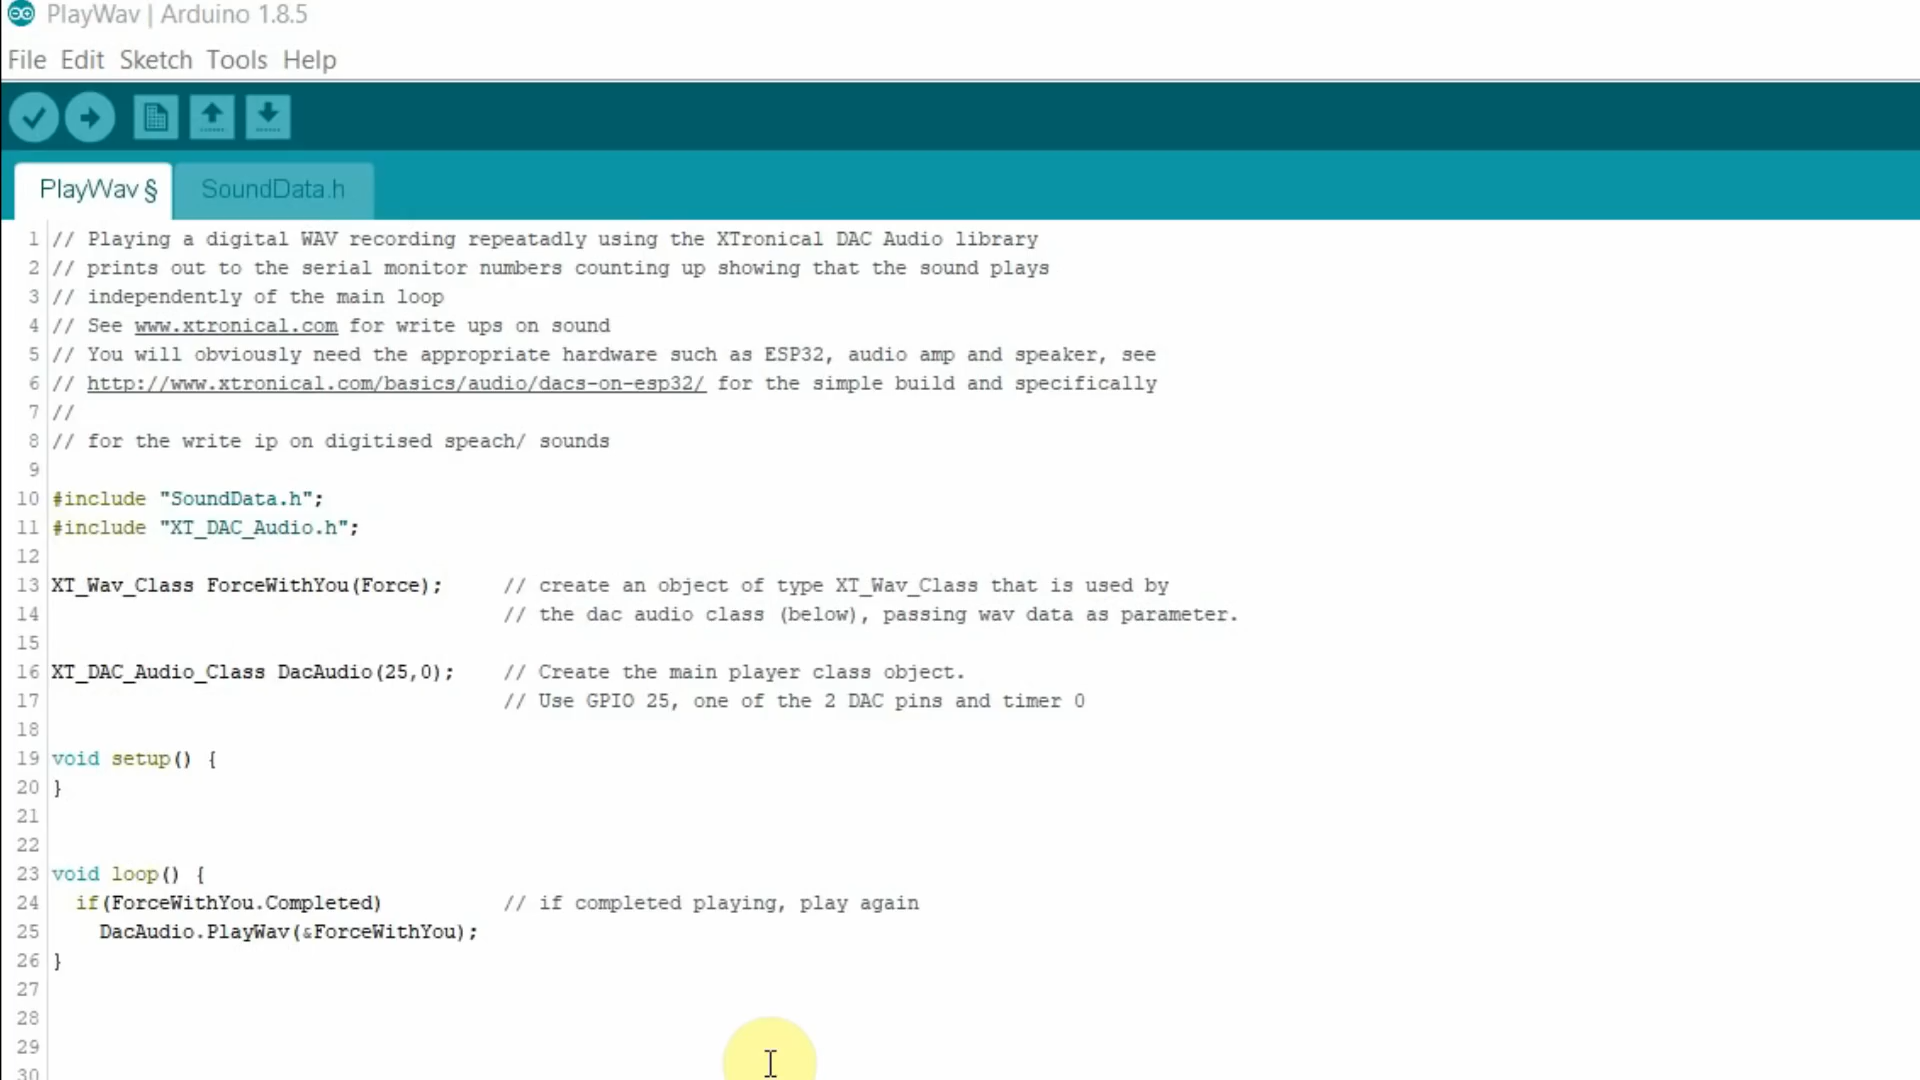 PlayWav | Arduino 1.8.5
File Edit Sketch Tools Help
PlayWav § SoundData.h
1 // Playing a digital WAV recording repeatadly using the XTronical DAC Audio library
2 // prints out to the serial monitor numbers counting up showing that the sound plays
3 // independently of the main loop
4 // See www.xtronical.com for write ups on sound
5 // You will obviously need the appropriate hardware such as ESP32, audio amp and speaker, see
6 // http://www.xtronical.com/basics/audio/dacs-on-esp32/ for the simple build and specifically
7 //
8 // for the write ip on digitised speach/ sounds
9
10 #include "SoundData.h";
11 #include "XT_DAC_Audio.h";
12
13 XT_Wav_Class ForceWithYou(Force); // create an object of type XT_Wav_Class that is used by
14 // the dac audio class (below), passing wav data as parameter.
15
16 XT_DAC_Audio_Class DacAudio(25,0); // Create the main player class object.
17 // Use GPIO 25, one of the 2 DAC pins and timer 0
18
19 void setup() {
20 }
21
22
23 void loop() {
24 if(ForceWithYou.Completed) // if completed playing, play again
25 DacAudio.PlayWav(&ForceWithYou);
26 }
27
28
29
30